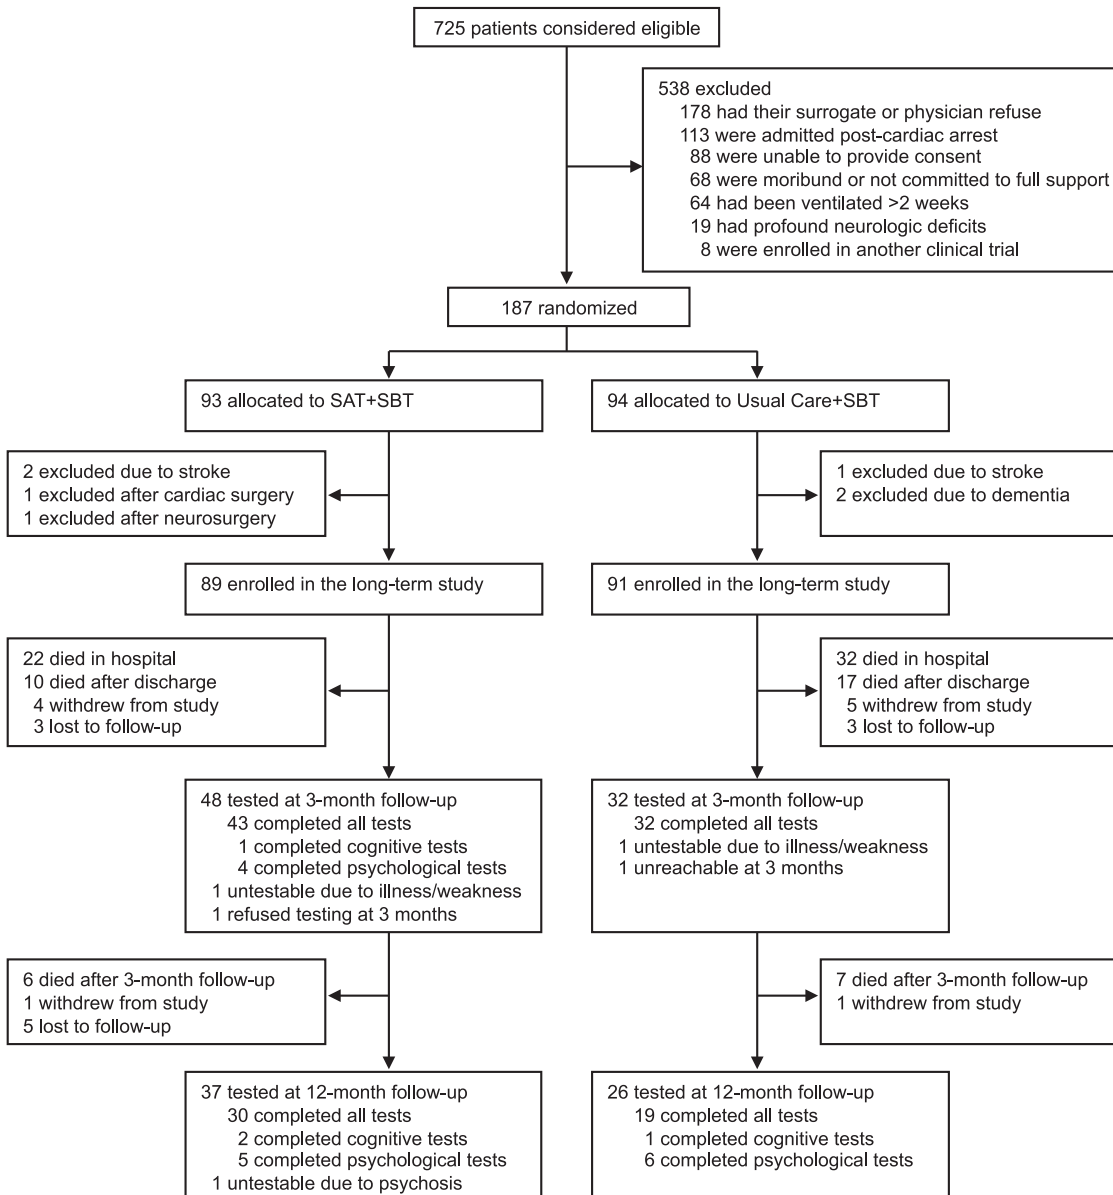 725 patients considered eligible
538 excluded
178 had their surrogate or physician refuse
113 were admitted post-cardiac arrest
88 were unable to provide consent
68 were moribund or not committed to full support
64 had been ventilated >2 weeks
19 had profound neurologic deficits
8 were enrolled in another clinical trial
187 randomized
93 allocated to SAT+SBT
94 allocated to Usual Care+SBT
2 excluded due to stroke
1 excluded after cardiac surgery
1 excluded after neurosurgery
1 excluded due to stroke
2 excluded due to dementia
89 enrolled in the long-term study
91 enrolled in the long-term study
22 died in hospital
10 died after discharge
4 withdrew from study
3 lost to follow-up
32 died in hospital
17 died after discharge
5 withdrew from study
3 lost to follow-up
48 tested at 3-month follow-up
43 completed all tests
1 completed cognitive tests
4 completed psychological tests
1 untestable due to illness/weakness
1 refused testing at 3 months
32 tested at 3-month follow-up
32 completed all tests
1 untestable due to illness/weakness
1 unreachable at 3 months
6 died after 3-month follow-up
1 withdrew from study
5 lost to follow-up
7 died after 3-month follow-up
1 withdrew from study
37 tested at 12-month follow-up
30 completed all tests
2 completed cognitive tests
5 completed psychological tests
1 untestable due to psychosis
26 tested at 12-month follow-up
19 completed all tests
1 completed cognitive tests
6 completed psychological tests